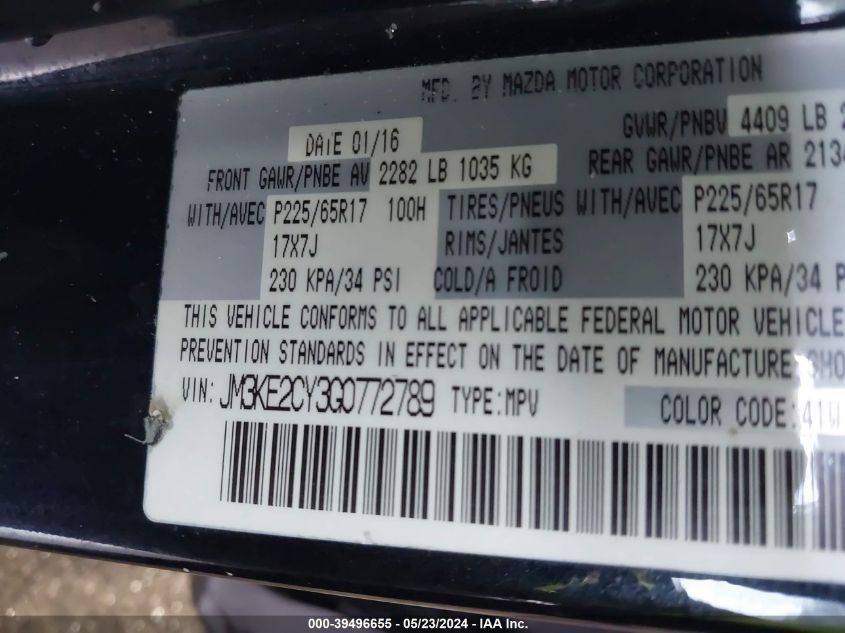 MFD. BY MAZDA MOTOR CORPORATION
DATE 01/16 GVWR/PNBV 4409 LB
FRONT GAWR/PNBE AV 2282 LB 1035 KG REAR GAWR/PNBE AR 2134
WITH/AVEC P225/65R17 100H TIRES/PNEUS WITH/AVEC P225/65R17
17X7J RIMS/JANTES 17X7J
230 KPA/34 PSI COLD/A FROID 230 KPA/34
THIS VEHICLE CONFORMS TO ALL APPLICABLE FEDERAL MOTOR VEHICLE
PREVENTION STANDARDS IN EFFECT ON THE DATE OF MANUFACTURE SHO
VIN: JM3KE2CY3G0772789 TYPE:MPV COLOR CODE:41W
000-39496655 - 05/23/2024 - IAA Inc.